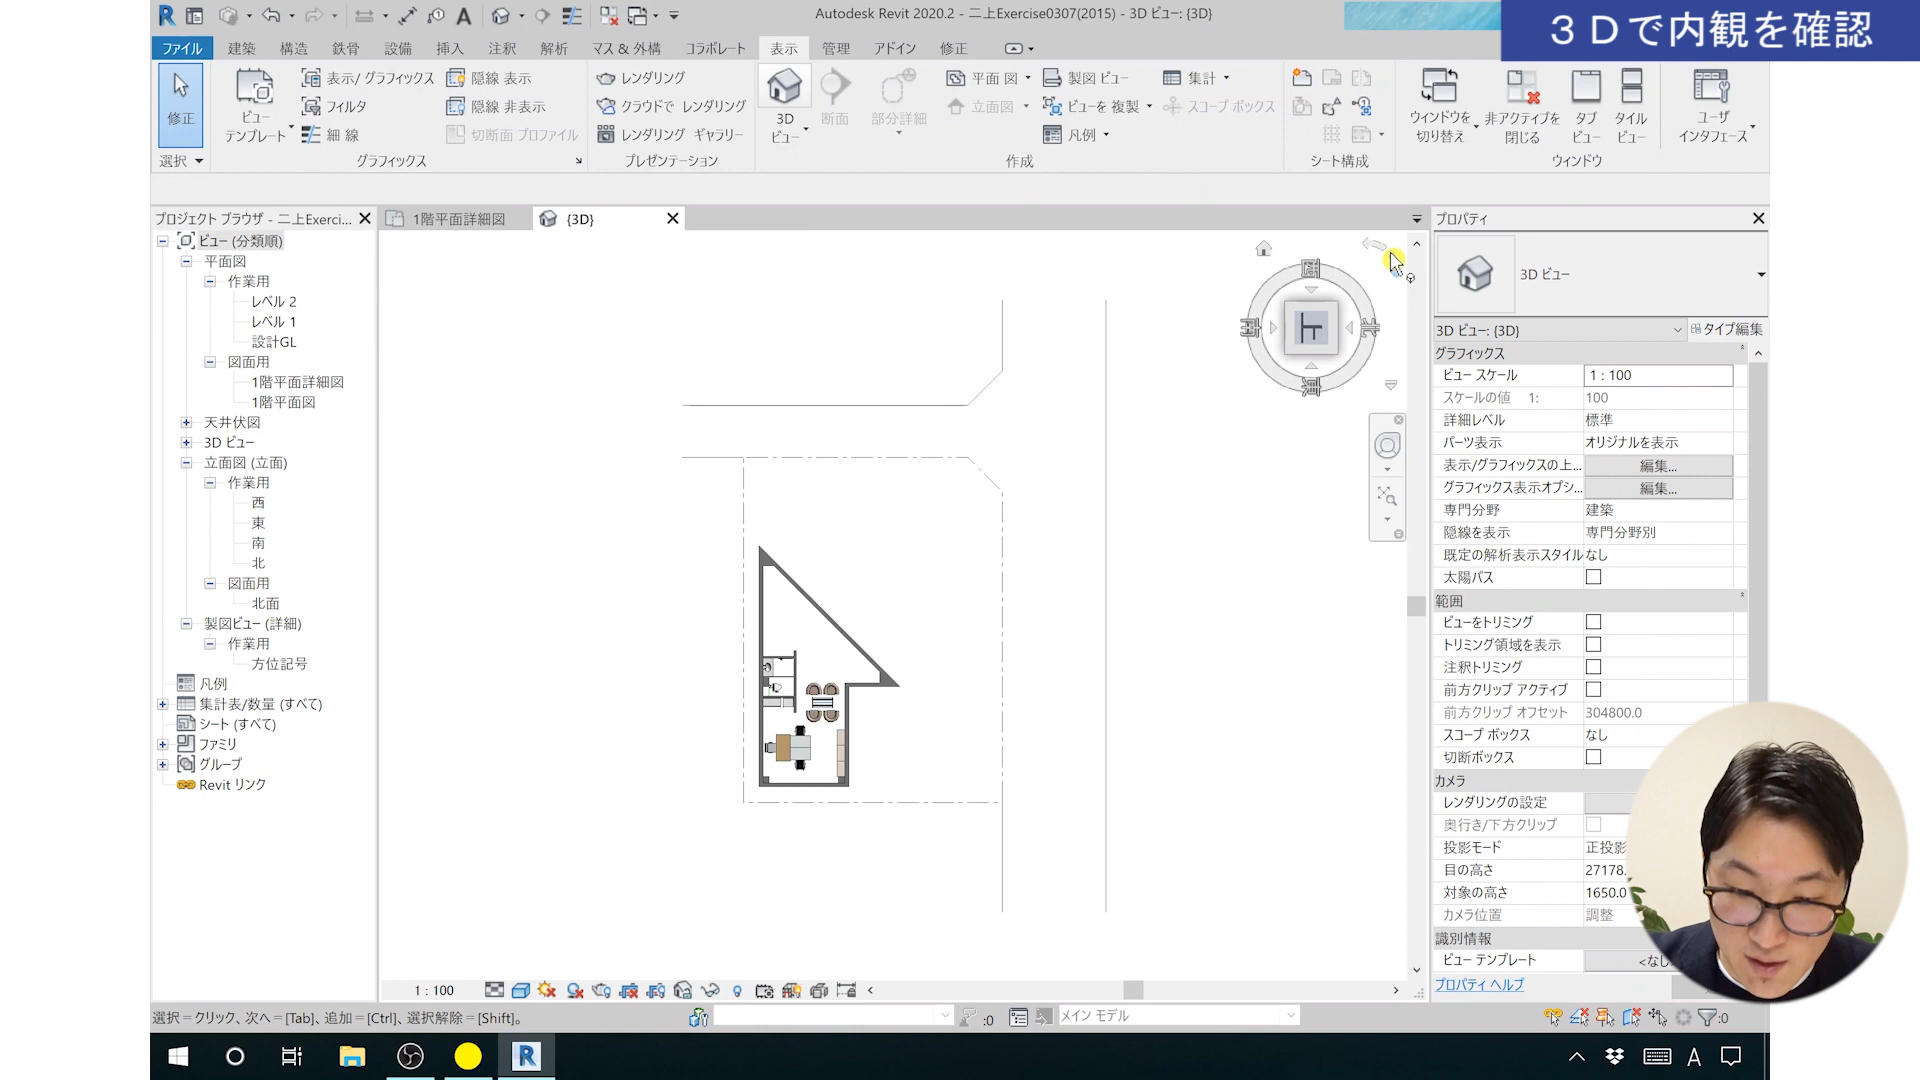 Autodesk Revit 2020.2 - 二上Exercise0307(2015) - 3D ビュー: {3D}
3Dで内観を確認
ファイル 建築 構造 鉄骨 設備 挿入 注釈 解析 マス & 外構 コラボレート 表示 管理 アドイン 修正
修正
選択
ビュー
テンプレート
表示/ グラフィックス
フィルタ
細 線
隠線 表示
隠線 非表示
切断面 プロファイル
グラフィックス
レンダリング
クラウドで レンダリング
レンダリング ギャラリー
プレゼンテーション
3D
ビュー
断面
部分詳細
平面 図
立面図
製図 ビュー
ビューを 複製
凡例
集計
スコープ ボックス
作成
シート構成
ウィンドウを
切り替え
非アクティブを
閉じる
タブ
ビュー
タイル
ビュー
ユーザ
インタフェース
ウィンドウ
プロジェクト ブラウザ - 二上Exerci...
ビュー (分類順)
平面図
作業用
レベル 2
レベル 1
設計GL
図面用
1階平面詳細図
1階平面図
天井伏図
3D ビュー
立面図 (立面)
作業用
西
東
南
北
図面用
北面
製図ビュー (詳細)
作業用
方位記号
凡例
集計表/数量 (すべて)
シート (すべて)
ファミリ
グループ
Revit リンク
1階平面詳細図
{3D}
上
プロパティ
3D ビュー
3D ビュー: {3D}
タイプ編集
グラフィックス
ビュー スケール 1 : 100
スケールの値 1: 100
詳細レベル 標準
パーツ表示 オリジナルを表示
表示/グラフィックスの上... 編集...
グラフィックス表示オプシ... 編集...
専門分野 建築
隠線を表示 専門分野別
既定の解析表示スタイル なし
太陽パス
範囲
ビューをトリミング
トリミング領域を表示
注釈トリミング
前方クリップ アクティブ
前方クリップ オフセット 304800.0
スコープ ボックス なし
切断ボックス
カメラ
レンダリングの設定
奥行き/下方クリップ
投影モード 正投影
目の高さ 27178.
対象の高さ 1650.0
カメラ位置 調整
識別情報
ビュー テンプレート <なし
プロパティ ヘルプ
1 : 100
選択＝クリック、次へ＝[Tab]、追加＝[Ctrl]、選択解除＝[Shift]。
:0
メイン モデル
:0
A